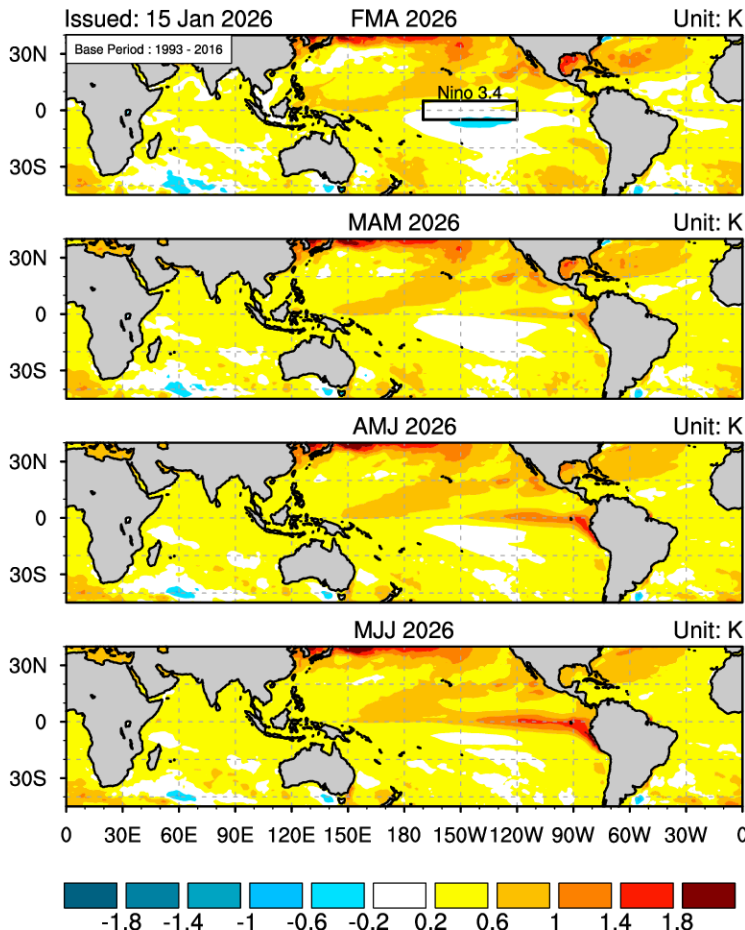 Issued: 15 Jan 2026 FMA 2026 Unit: K
Base Period : 1993 - 2016
30N
Nino 3.4
0
30S
MAM 2026 Unit: K
30N
0
30S
AMJ 2026 Unit: K
30N
0
30S
MJJ 2026 Unit: K
30N
0
30S
0 30E 60E 90E 120E 150E 180 150W 120W 90W 60W 30W 0
-1.8 -1.4 -1 -0.6 -0.2 0.2 0.6 1 1.4 1.8